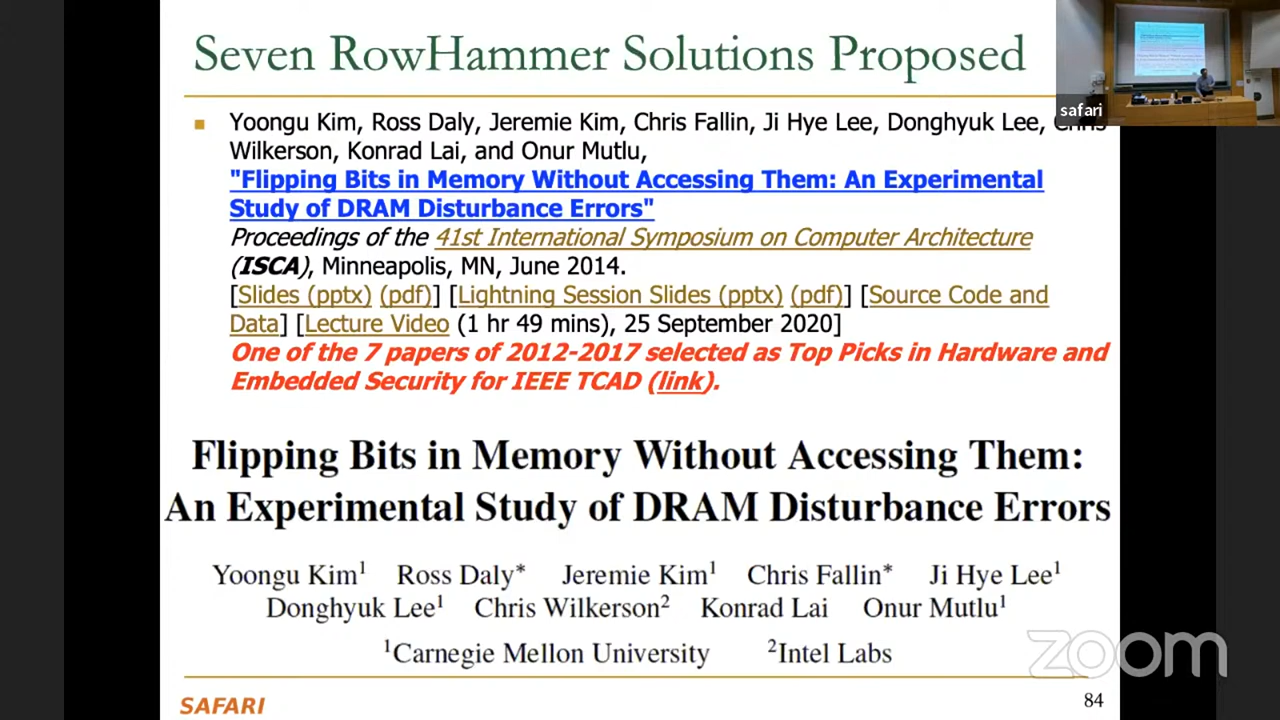 Seven RowHammer Solutions Proposed
Yoongu Kim, Ross Daly, Jeremie Kim, Chris Fallin, Ji Hye Lee, Donghyuk Lee, Chris
Wilkerson, Konrad Lai, and Onur Mutlu,
"Flipping Bits in Memory Without Accessing Them: An Experimental
Study of DRAM Disturbance Errors"
Proceedings of the 41st International Symposium on Computer Architecture
(ISCA), Minneapolis, MN, June 2014.
[Slides (pptx) (pdf)] [Lightning Session Slides (pptx) (pdf)] [Source Code and
Data] [Lecture Video (1 hr 49 mins), 25 September 2020]
One of the 7 papers of 2012-2017 selected as Top Picks in Hardware and
Embedded Security for IEEE TCAD (link).
Flipping Bits in Memory Without Accessing Them:
An Experimental Study of DRAM Disturbance Errors
Yoongu Kim¹ Ross Daly* Jeremie Kim¹ Chris Fallin* Ji Hye Lee¹
Donghyuk Lee¹ Chris Wilkerson² Konrad Lai Onur Mutlu¹
¹Carnegie Mellon University ²Intel Labs
SAFARI
84
safari
zoom